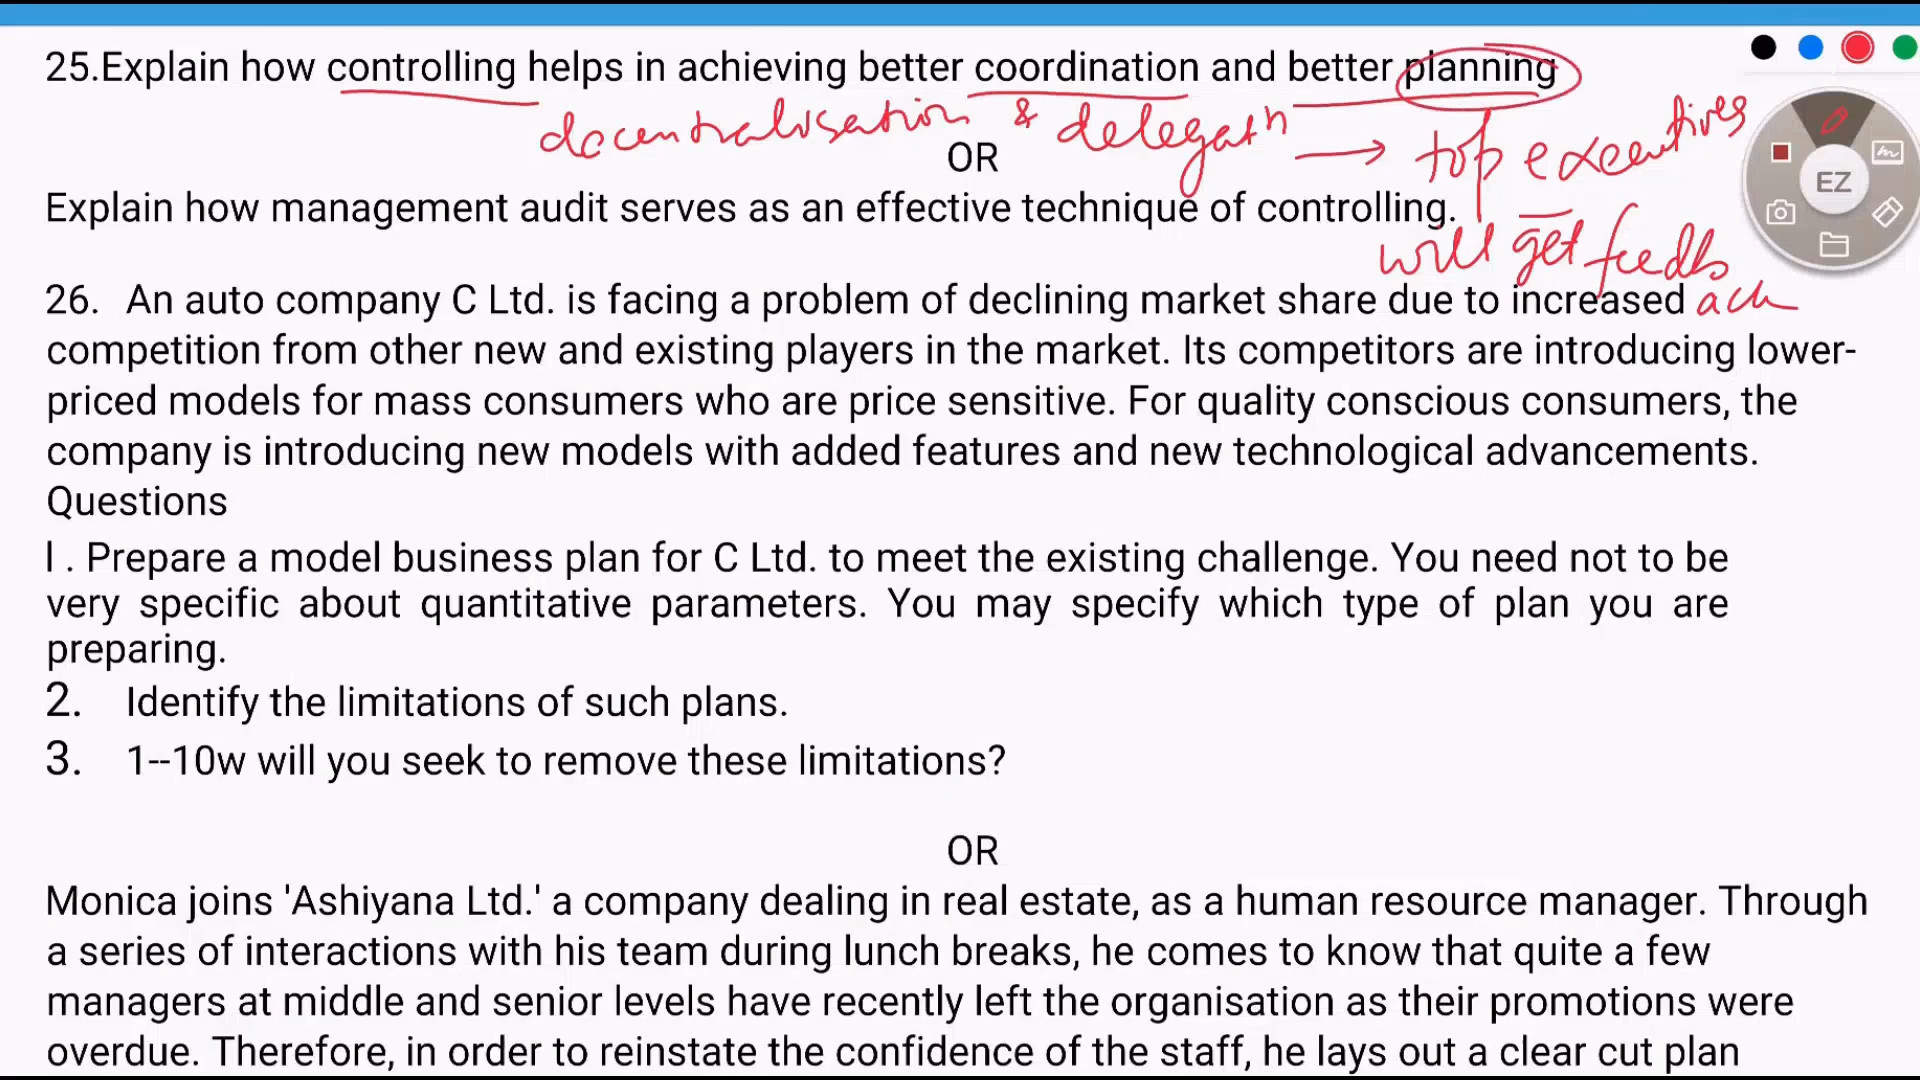 25.Explain how controlling helps in achieving better coordination and better planning
decentralisation & delegatn → top executives
OR
Explain how management audit serves as an effective technique of controlling.
will get feedback
26. An auto company C Ltd. is facing a problem of declining market share due to increased
competition from other new and existing players in the market. Its competitors are introducing lower-
priced models for mass consumers who are price sensitive. For quality conscious consumers, the
company is introducing new models with added features and new technological advancements.
Questions
l . Prepare a model business plan for C Ltd. to meet the existing challenge. You need not to be
very specific about quantitative parameters. You may specify which type of plan you are
preparing.
2. Identify the limitations of such plans.
3. 1--10w will you seek to remove these limitations?
OR
Monica joins 'Ashiyana Ltd.' a company dealing in real estate, as a human resource manager. Through
a series of interactions with his team during lunch breaks, he comes to know that quite a few
managers at middle and senior levels have recently left the organisation as their promotions were
overdue. Therefore, in order to reinstate the confidence of the staff, he lays out a clear cut plan
EZ